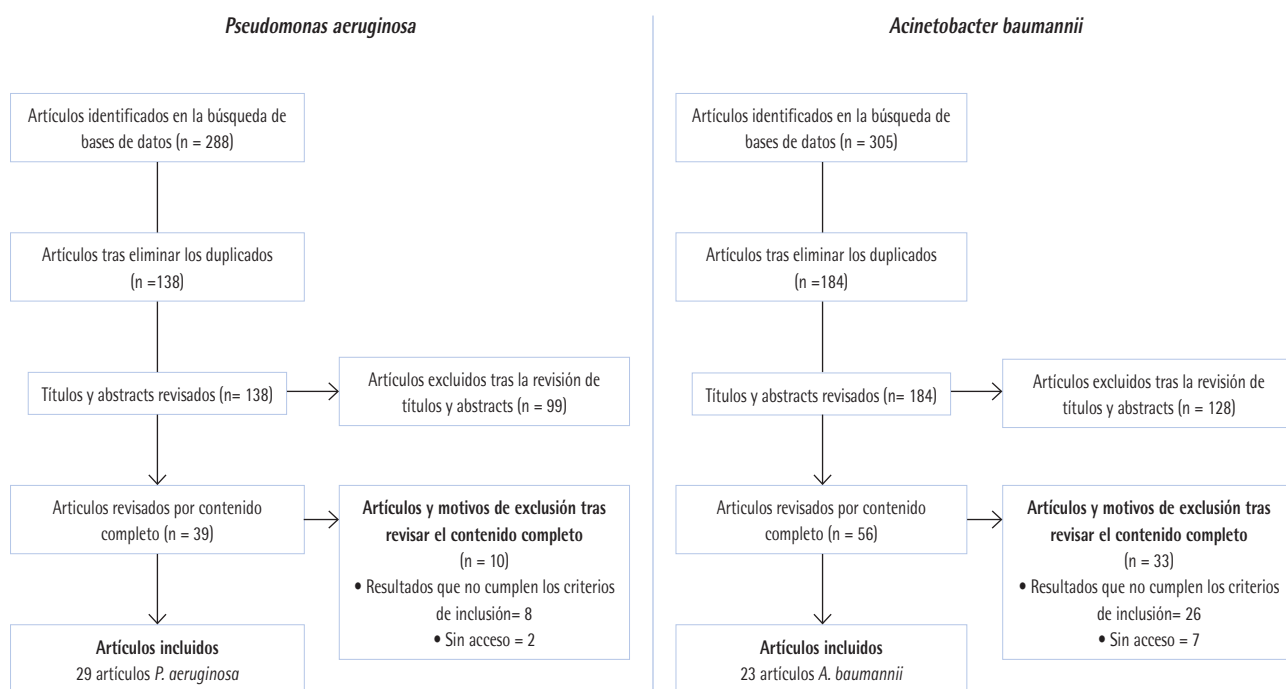 Pseudomonas aeruginosa
Artículos identificados en la búsqueda de
bases de datos (n = 288)
Artículos tras eliminar los duplicados
(n =138)
Títulos y abstracts revisados (n= 138)
Artículos excluidos tras la revisión de
títulos y abstracts (n = 99)
Articulos revisados por contenido
completo (n = 39)
Artículos y motivos de exclusión tras
revisar el contenido completo
(n = 10)
• Resultados que no cumplen los criterios
de inclusión= 8
• Sin acceso = 2
Artículos incluidos
29 artículos P. aeruginosa
Acinetobacter baumannii
Artículos identificados en la búsqueda de
bases de datos (n = 305)
Artículos tras eliminar los duplicados
(n =184)
Títulos y abstracts revisados (n= 184)
Artículos excluidos tras la revisión de
títulos y abstracts (n = 128)
Articulos revisados por contenido
completo (n = 56)
Artículos y motivos de exclusión tras
revisar el contenido completo
(n = 33)
• Resultados que no cumplen los criterios
de inclusión= 26
• Sin acceso = 7
Artículos incluidos
23 artículos A. baumannii